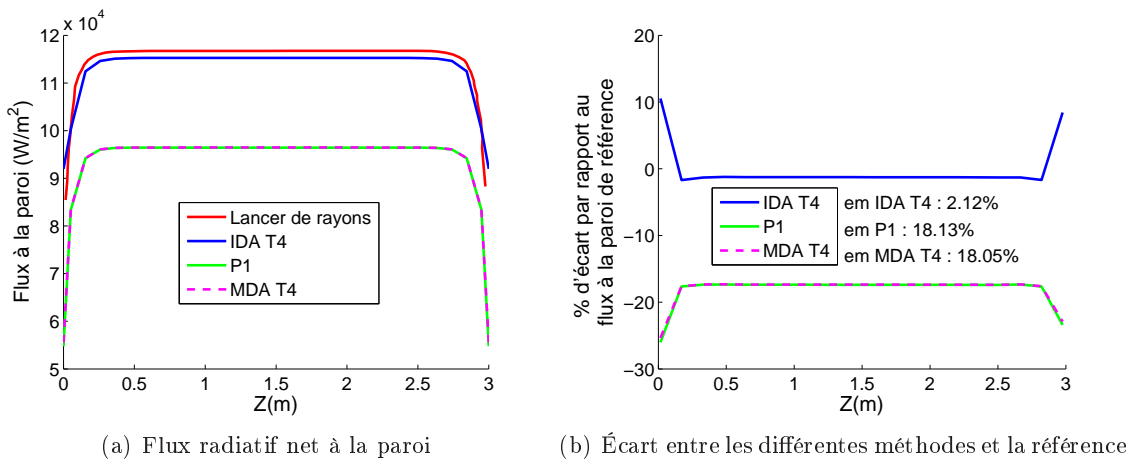 x 10⁴
12
11
10
9
8
7
6
5
0
0.5
1
1.5
2
2.5
3
Z(m)
Flux à la paroi (W/m²)
Lancer de rayons
IDA T4
P1
MDA T4
(a) Flux radiatif net à la paroi
20
10
0
−10
−20
−30
0
0.5
1
1.5
2
2.5
3
Z(m)
% d'écart par rapport au
flux à la paroi de référence
IDA T4
P1
MDA T4
em IDA T4 : 2.12%
em P1 : 18.13%
em MDA T4 : 18.05%
(b) Écart entre les différentes méthodes et la référence